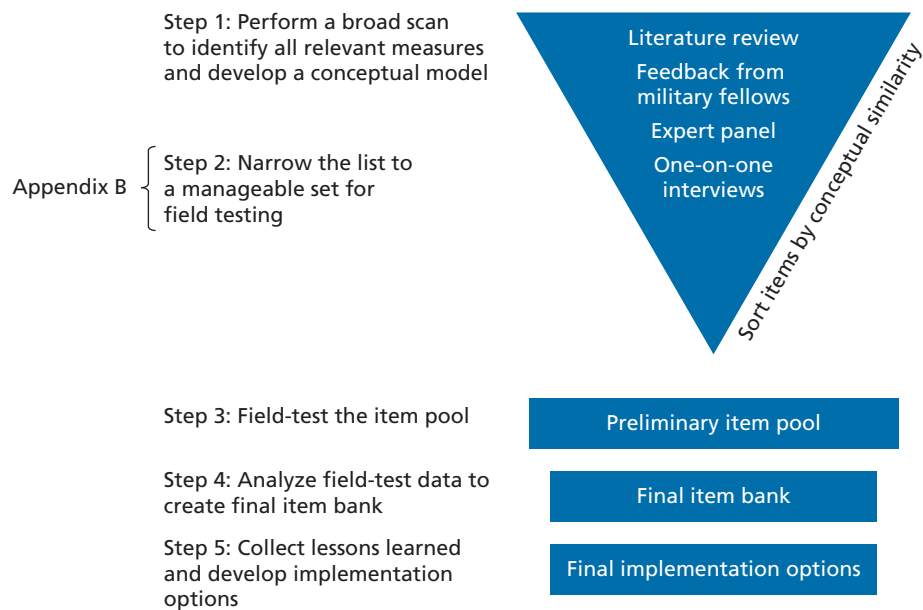 Step 1: Perform a broad scan
to identify all relevant measures
and develop a conceptual model
Literature review
Feedback from
military fellows
Expert panel
One-on-one
interviews
Sort items by conceptual similarity
Appendix B
Step 2: Narrow the list to
a manageable set for
field testing
Step 3: Field-test the item pool
Preliminary item pool
Step 4: Analyze field-test data to
create final item bank
Final item bank
Step 5: Collect lessons learned
and develop implementation
options
Final implementation options